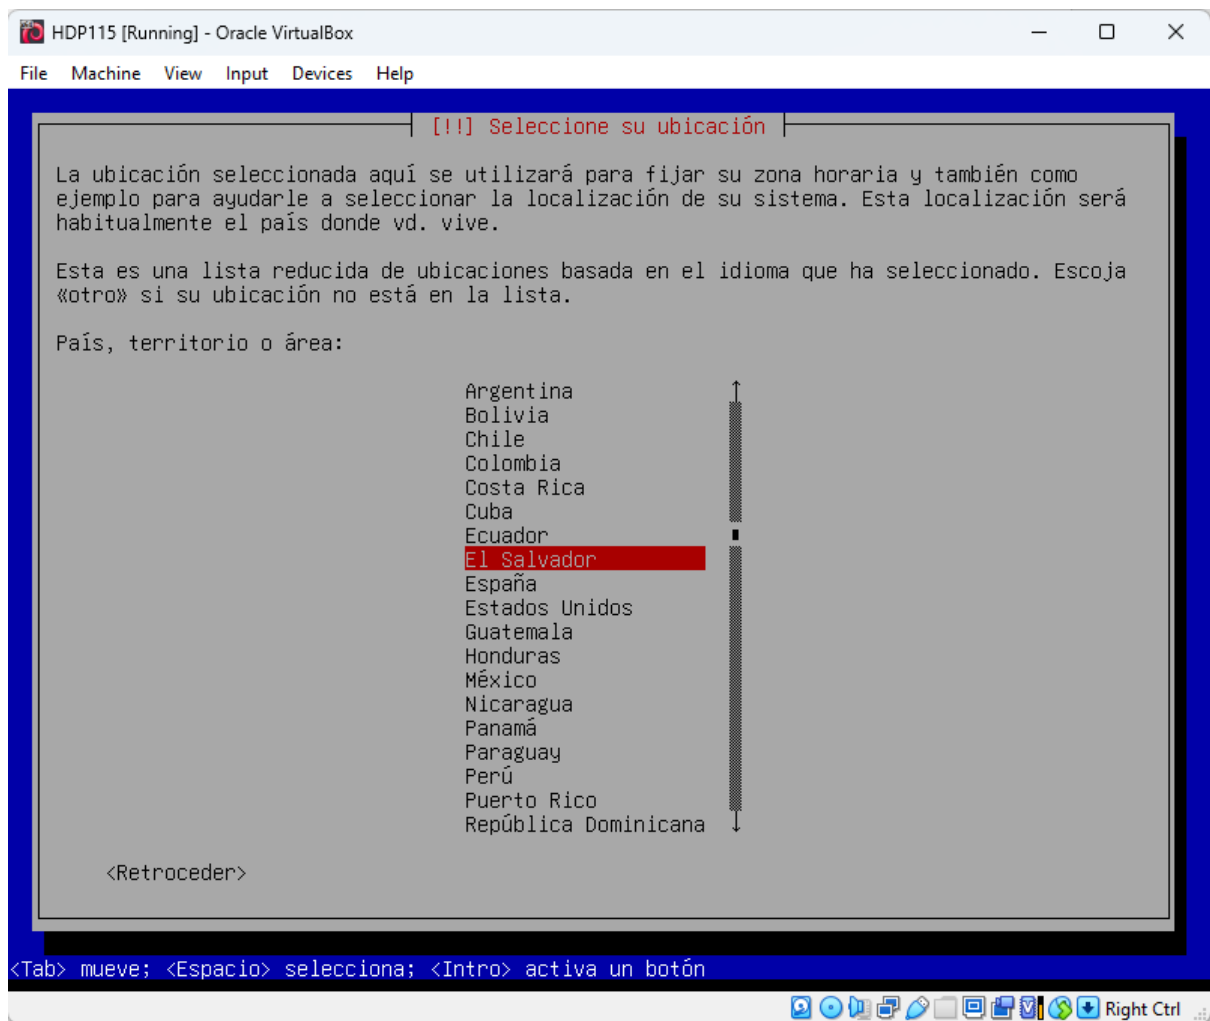 HDP115 [Running] - Oracle VirtualBox
File Machine View Input Devices Help
[!!] Seleccione su ubicación
La ubicación seleccionada aquí se utilizará para fijar su zona horaria y también como
ejemplo para ayudarle a seleccionar la localización de su sistema. Esta localización será
habitualmente el país donde vd. vive.
Esta es una lista reducida de ubicaciones basada en el idioma que ha seleccionado. Escoja
«otro» si su ubicación no está en la lista.
País, territorio o área:
Argentina
Bolivia
Chile
Colombia
Costa Rica
Cuba
Ecuador
El Salvador
España
Estados Unidos
Guatemala
Honduras
México
Nicaragua
Panamá
Paraguay
Perú
Puerto Rico
República Dominicana
<Retroceder>
<Tab> mueve; <Espacio> selecciona; <Intro> activa un botón
Right Ctrl